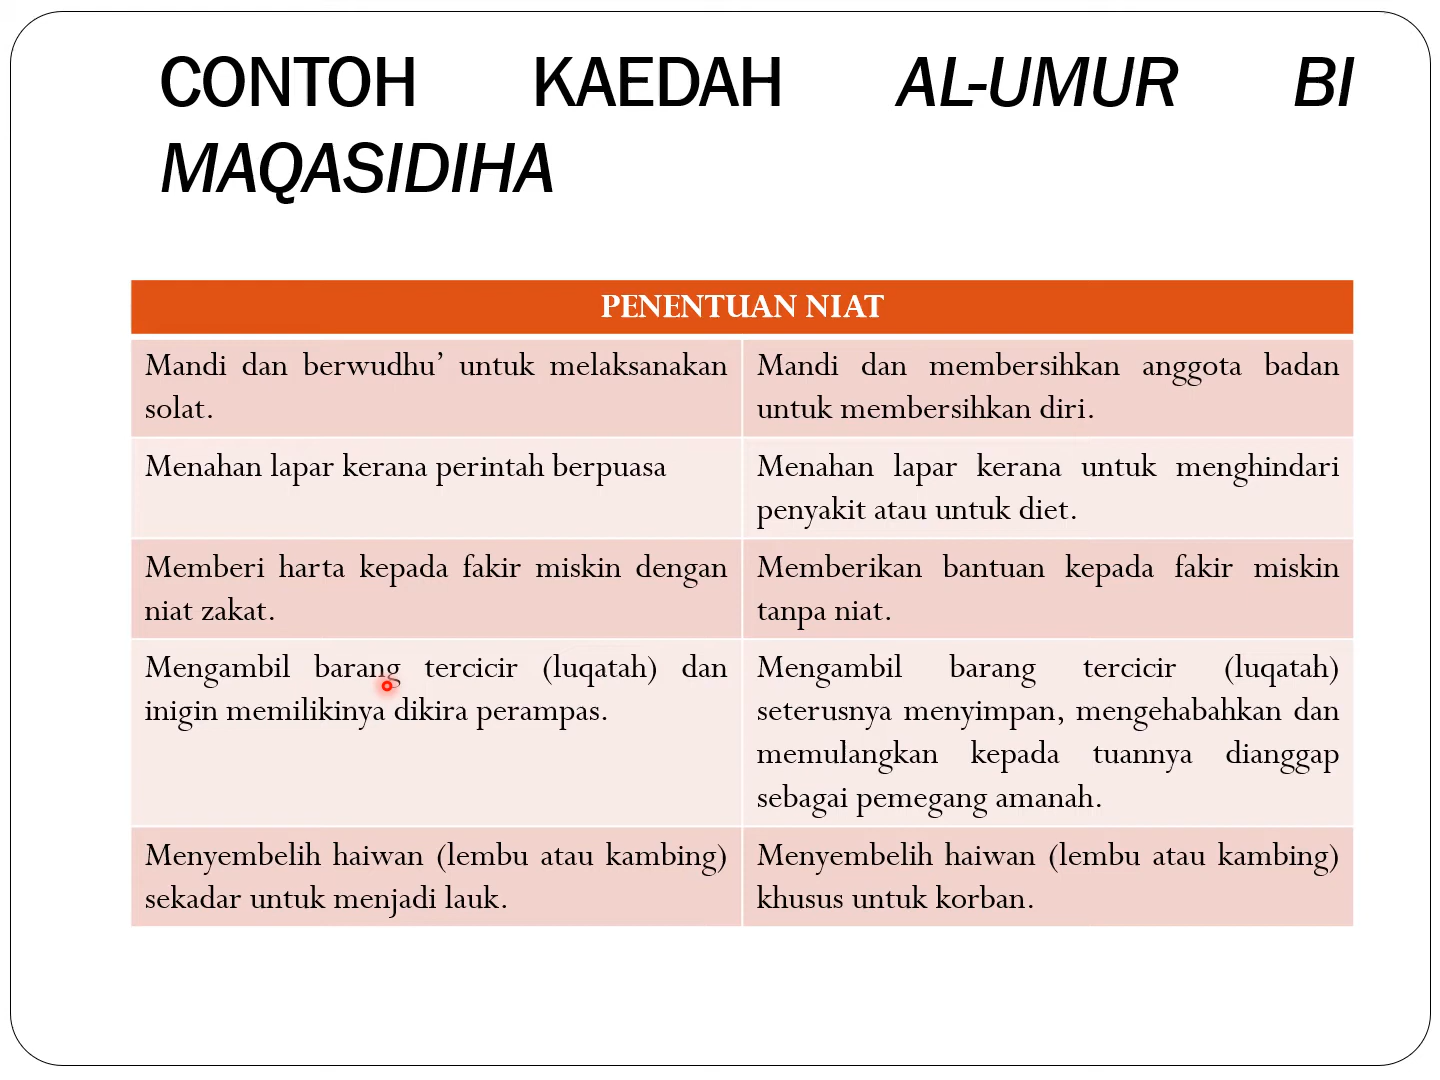 CONTOH KAEDAH AL-UMUR BI
MAQASIDIHA
PENENTUAN NIAT
Mandi dan berwudhu’ untuk melaksanakan
solat.
Mandi dan membersihkan anggota badan
untuk membersihkan diri.
Menahan lapar kerana perintah berpuasa
Menahan lapar kerana untuk menghindari
penyakit atau untuk diet.
Memberi harta kepada fakir miskin dengan
niat zakat.
Memberikan bantuan kepada fakir miskin
tanpa niat.
Mengambil barang tercicir (luqatah) dan
inigin memilikinya dikira perampas.
Mengambil barang tercicir (luqatah)
seterusnya menyimpan, mengehabahkan dan
memulangkan kepada tuannya dianggap
sebagai pemegang amanah.
Menyembelih haiwan (lembu atau kambing)
sekadar untuk menjadi lauk.
Menyembelih haiwan (lembu atau kambing)
khusus untuk korban.